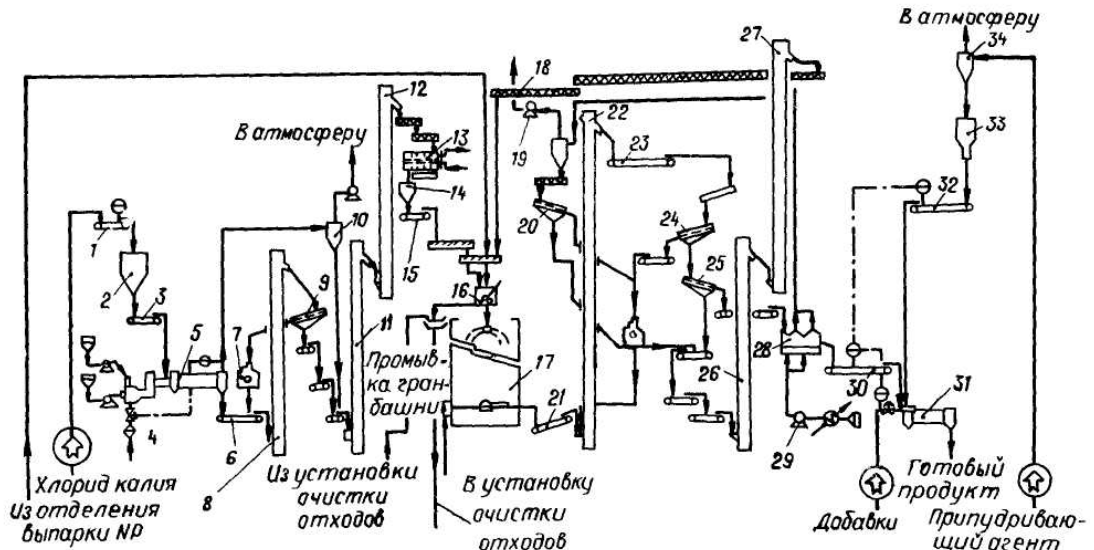 В атмосферу
34
27
12
18
22
В атмосферу
13
19
23
33
14
32
1
10
20
24
15
2
9
25
3
16
5
7
11
28
Промыв-
ка гран-
башни
17
26
30
31
4
6
21
29
8
Хлорид калия
Из отделения
выпарки NP
Из установки
очистки
отходов
В установку
очистки
отходов
Добавки
Готовый
продукт
Припудриваю-
щий агент